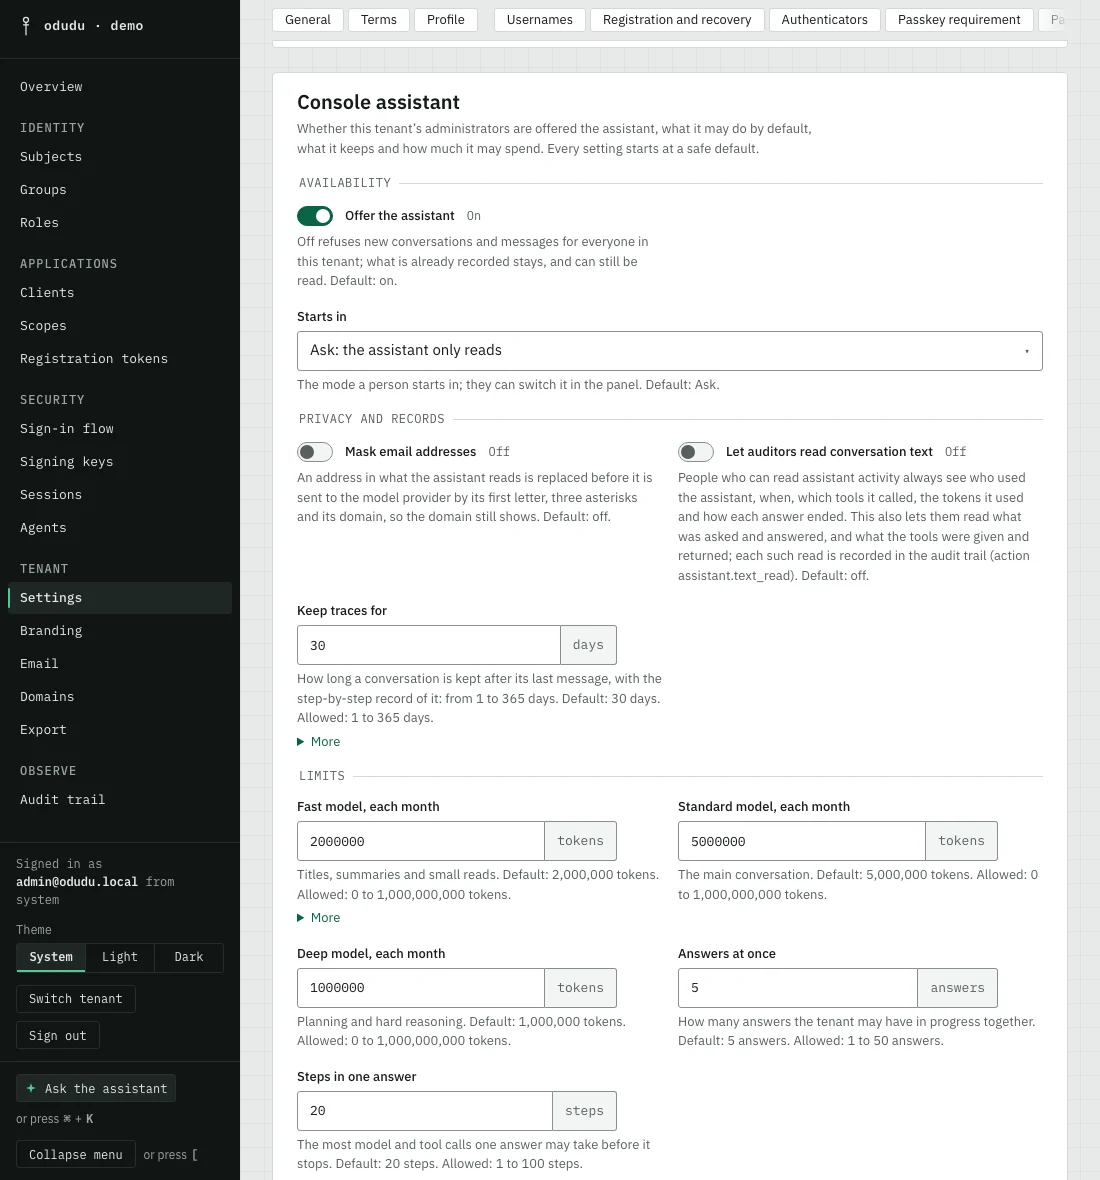 odudu · demo
Overview
IDENTITY
Subjects
Groups
Roles
APPLICATIONS
Clients
Scopes
Registration tokens
SECURITY
Sign-in flow
Signing keys
Sessions
Agents
TENANT
Settings
Branding
Email
Domains
Export
OBSERVE
Audit trail
Signed in as
admin@odudu.local from
system
Theme
System Light Dark
Switch tenant
Sign out
Ask the assistant
or press ⌘ + K
Collapse menu or press [
General Terms Profile Usernames Registration and recovery Authenticators Passkey requirement Pa
Console assistant
Whether this tenant’s administrators are offered the assistant, what it may do by default,
what it keeps and how much it may spend. Every setting starts at a safe default.
AVAILABILITY
Offer the assistant On
Off refuses new conversations and messages for everyone in
this tenant; what is already recorded stays, and can still be
read. Default: on.
Starts in
Ask: the assistant only reads
The mode a person starts in; they can switch it in the panel. Default: Ask.
PRIVACY AND RECORDS
Mask email addresses Off
An address in what the assistant reads is replaced before it is
sent to the model provider by its first letter, three asterisks
and its domain, so the domain still shows. Default: off.
Let auditors read conversation text Off
People who can read assistant activity always see who used
the assistant, when, which tools it called, the tokens it used
and how each answer ended. This also lets them read what
was asked and answered, and what the tools were given and
returned; each such read is recorded in the audit trail (action
assistant.text_read). Default: off.
Keep traces for
30 days
How long a conversation is kept after its last message, with the
step-by-step record of it: from 1 to 365 days. Default: 30 days.
Allowed: 1 to 365 days.
More
LIMITS
Fast model, each month
2000000 tokens
Titles, summaries and small reads. Default: 2,000,000 tokens.
Allowed: 0 to 1,000,000,000 tokens.
More
Standard model, each month
5000000 tokens
The main conversation. Default: 5,000,000 tokens. Allowed: 0
to 1,000,000,000 tokens.
Deep model, each month
1000000 tokens
Planning and hard reasoning. Default: 1,000,000 tokens.
Allowed: 0 to 1,000,000,000 tokens.
Answers at once
5 answers
How many answers the tenant may have in progress together.
Default: 5 answers. Allowed: 1 to 50 answers.
Steps in one answer
20 steps
The most model and tool calls one answer may take before it
stops. Default: 20 steps. Allowed: 1 to 100 steps.